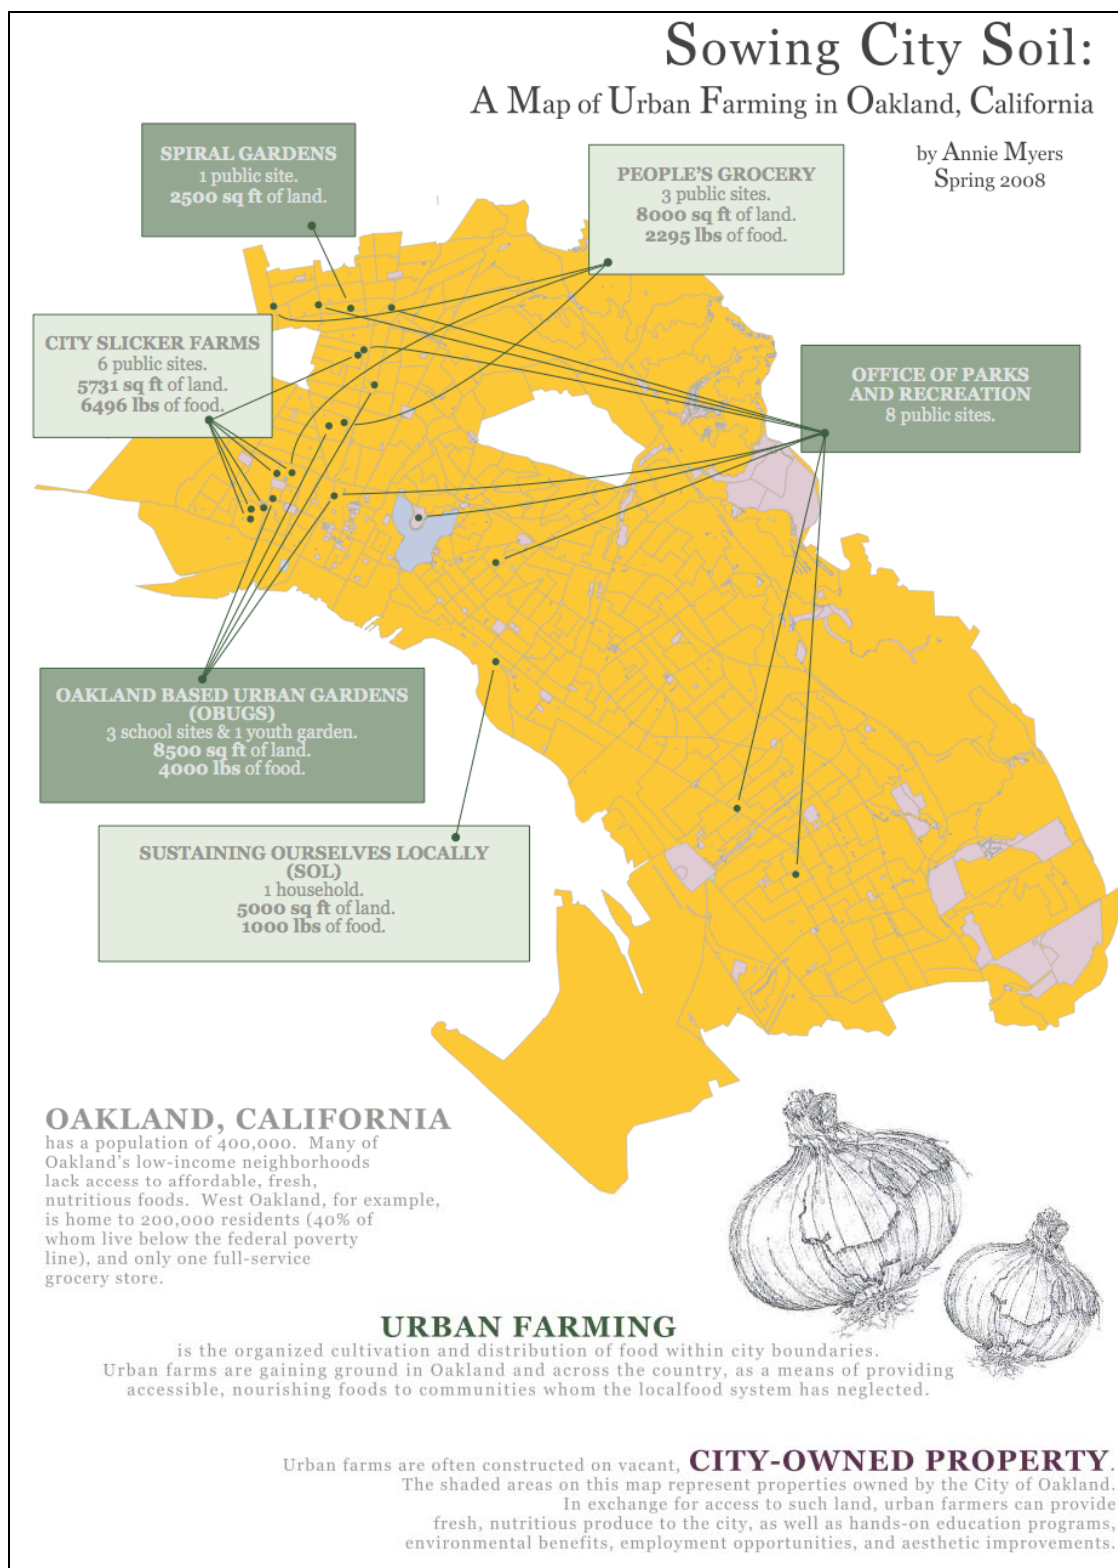 Sowing City Soil:
A Map of Urban Farming in Oakland, California
by Annie Myers
Spring 2008
SPIRAL GARDENS
1 public site.
2500 sq ft of land.
PEOPLE'S GROCERY
3 public sites.
8000 sq ft of land.
2295 lbs of food.
CITY SLICKER FARMS
6 public sites.
5731 sq ft of land.
6496 lbs of food.
OFFICE OF PARKS
AND RECREATION
8 public sites.
OAKLAND BASED URBAN GARDENS
(OBUGS)
3 school sites & 1 youth garden.
8500 sq ft of land.
4000 lbs of food.
SUSTAINING OURSELVES LOCALLY
(SOL)
1 household.
5000 sq ft of land.
1000 lbs of food.
OAKLAND, CALIFORNIA
has a population of 400,000. Many of
Oakland's low-income neighborhoods
lack access to affordable, fresh,
nutritious foods. West Oakland, for example,
is home to 200,000 residents (40% of
whom live below the federal poverty
line), and only one full-service
grocery store.
URBAN FARMING
is the organized cultivation and distribution of food within city boundaries.
Urban farms are gaining ground in Oakland and across the country, as a means of providing
accessible, nourishing foods to communities whom the localfood system has neglected.
Urban farms are often constructed on vacant, CITY-OWNED PROPERTY.
The shaded areas on this map represent properties owned by the City of Oakland.
In exchange for access to such land, urban farmers can provide
fresh, nutritious produce to the city, as well as hands-on education programs,
environmental benefits, employment opportunities, and aesthetic improvements.